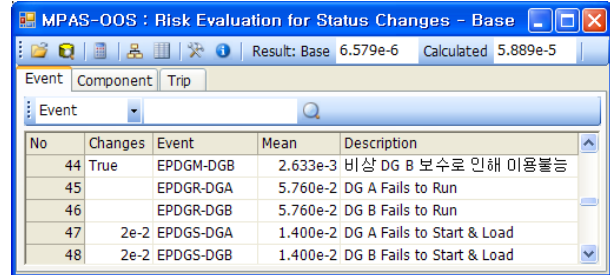 MPAS-OOS : Risk Evaluation for Status Changes - Base
Result: Base 6.579e-6 Calculated 5.889e-5
Event Component Trip
Event
No Changes Event Mean Description
44 True EPDGM-DGB 2.633e-3 비상 DG B 보수로 인해 이용불능
45 EPDGR-DGA 5.760e-2 DG A Fails to Run
46 EPDGR-DGB 5.760e-2 DG B Fails to Run
47 2e-2 EPDGS-DGA 1.400e-2 DG A Fails to Start & Load
48 2e-2 EPDGS-DGB 1.400e-2 DG B Fails to Start & Load